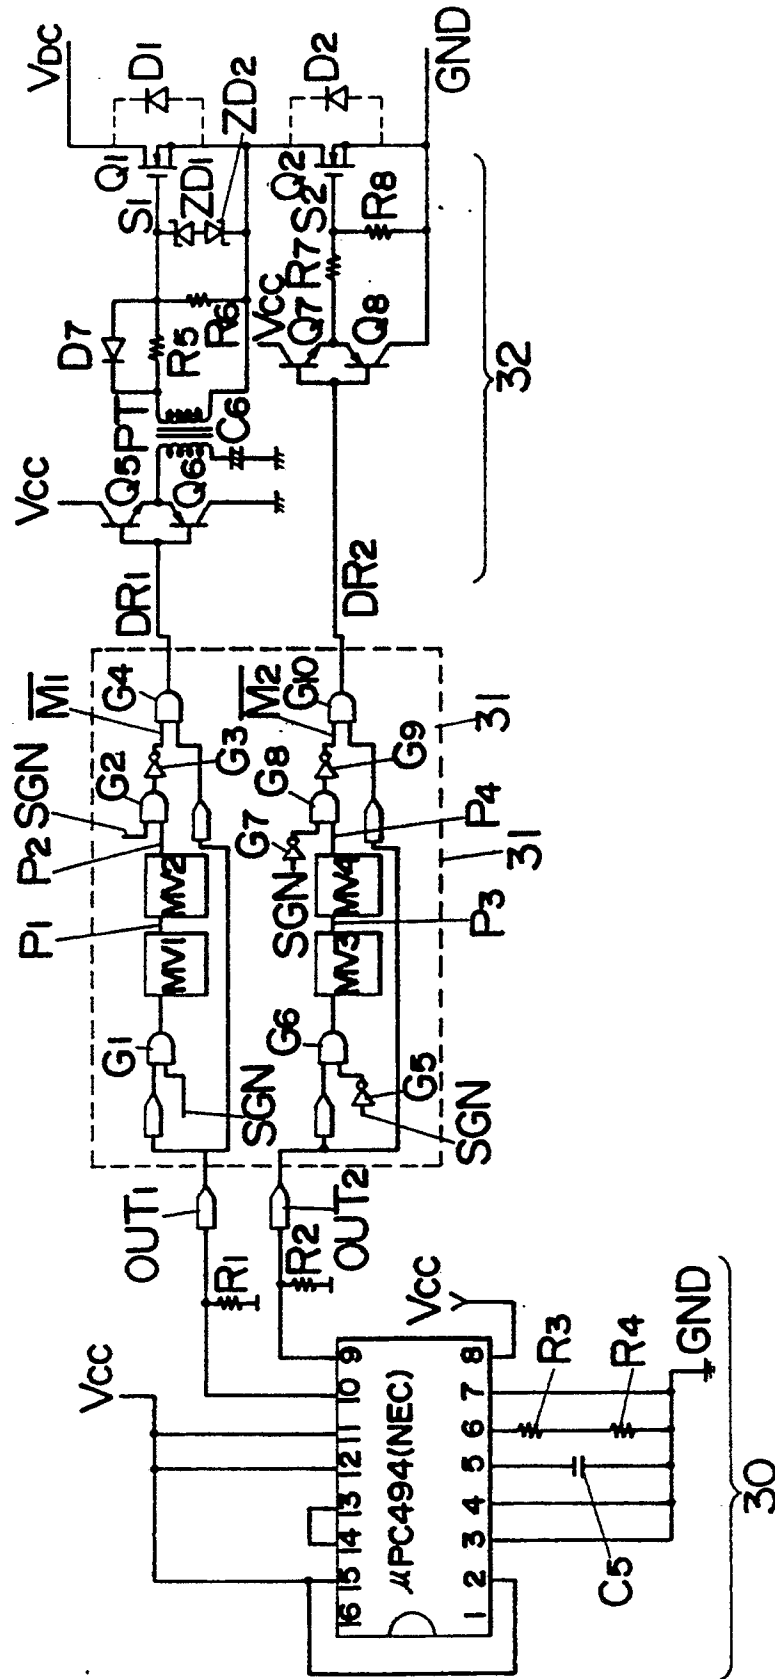 Vcc
16 15 14 13 12 11 10 9
μPC494(NEC)
1 2 3 4 5 6 7 8
C5
R3
R4
GND
Vcc
30
R1
R2
OUT1
OUT2
SGN
G1
P1
P2
SGN
G2
M1
MV1
MV2
G3
G4
SGN
G5
G6
MV3
MV4
SGN
G7
G8
M2
G9
G10
P3
P4
31
31
DR1
DR2
Vcc
Q5
Q6
PT
C6
D7
R5
R6
S1
ZD1
ZD2
Q1
D1
VDC
Vcc
Q7
Q8
R7
S2
R8
Q2
D2
GND
32